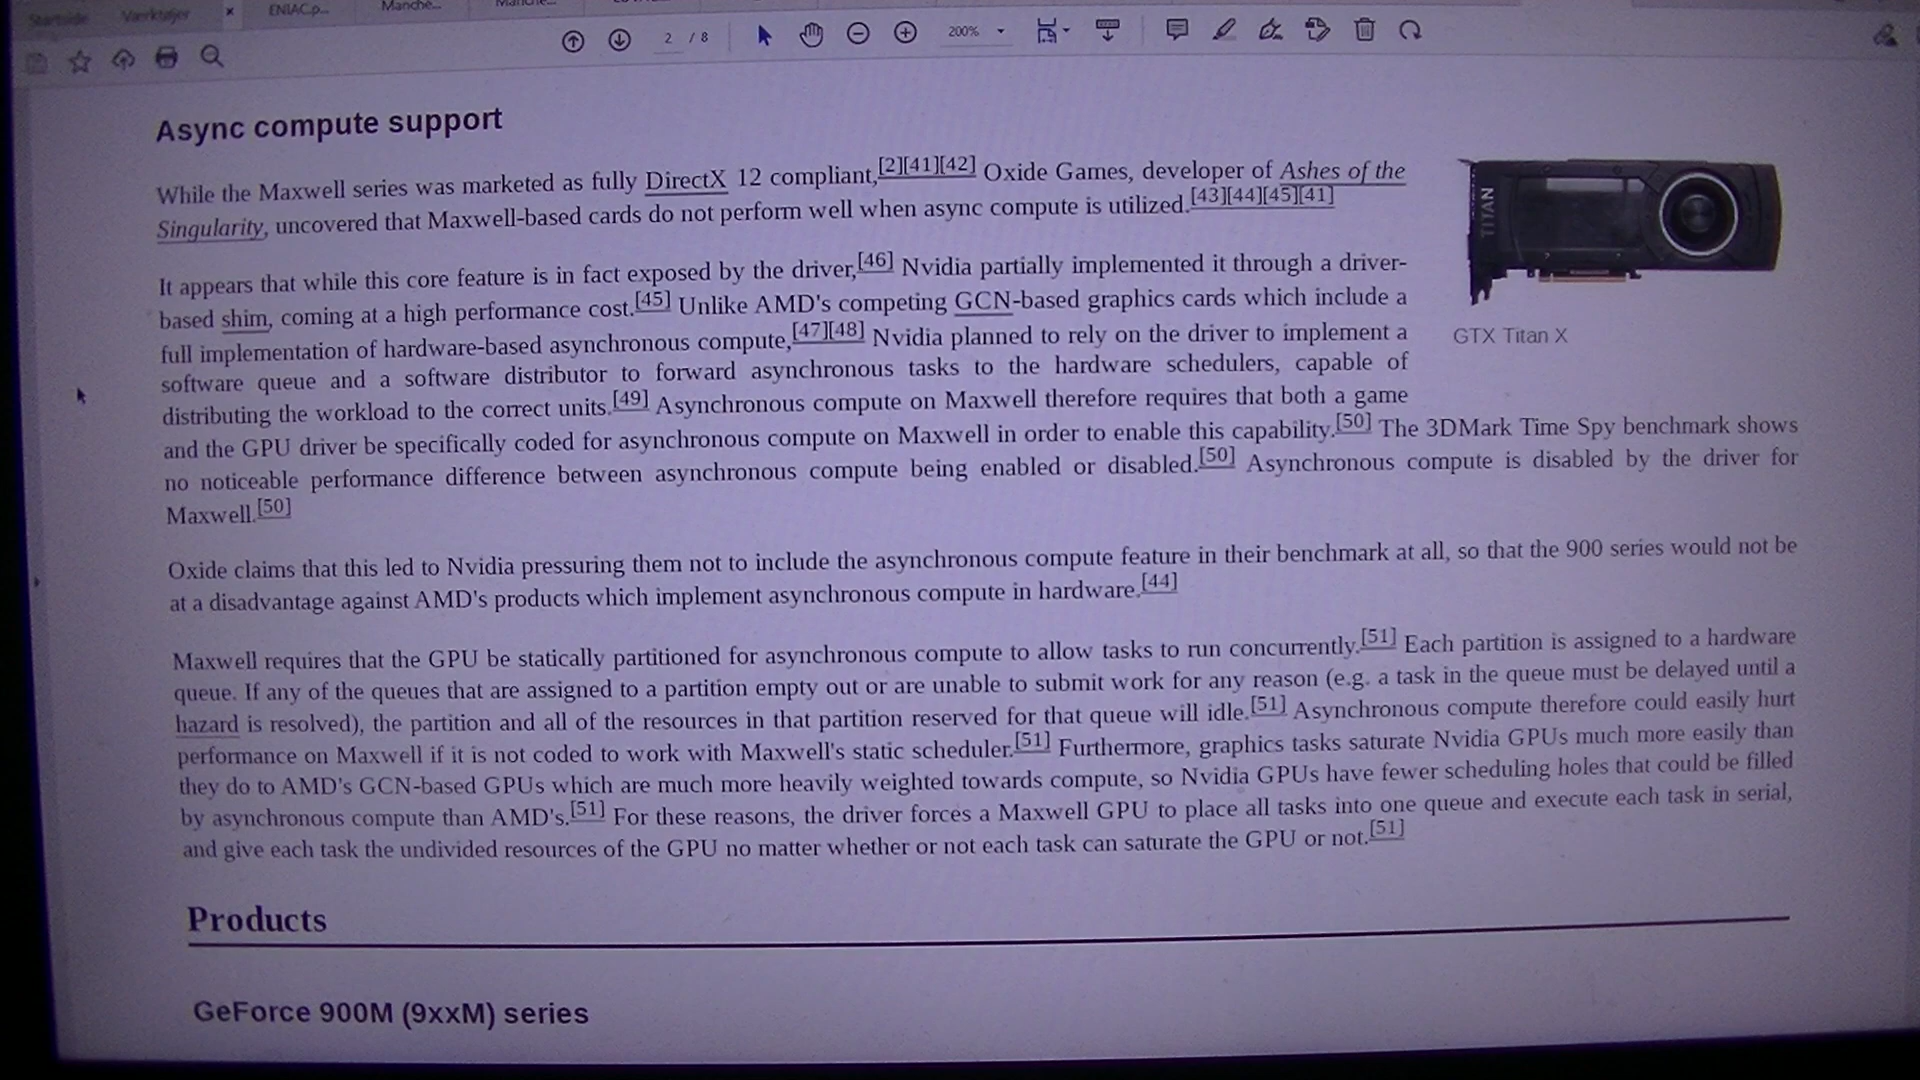 Startside Værktøjer × ENIAC.p... Manche... Manche...
2 / 8 200%
Async compute support
While the Maxwell series was marketed as fully DirectX 12 compliant,[2][41][42] Oxide Games, developer of Ashes of the
Singularity, uncovered that Maxwell-based cards do not perform well when async compute is utilized.[43][44][45][41]
TITAN
GTX Titan X
It appears that while this core feature is in fact exposed by the driver,[46] Nvidia partially implemented it through a driver-
based shim, coming at a high performance cost.[45] Unlike AMD's competing GCN-based graphics cards which include a
full implementation of hardware-based asynchronous compute,[47][48] Nvidia planned to rely on the driver to implement a
software queue and a software distributor to forward asynchronous tasks to the hardware schedulers, capable of
distributing the workload to the correct units.[49] Asynchronous compute on Maxwell therefore requires that both a game
and the GPU driver be specifically coded for asynchronous compute on Maxwell in order to enable this capability.[50] The 3DMark Time Spy benchmark shows
no noticeable performance difference between asynchronous compute being enabled or disabled.[50] Asynchronous compute is disabled by the driver for
Maxwell.[50]
Oxide claims that this led to Nvidia pressuring them not to include the asynchronous compute feature in their benchmark at all, so that the 900 series would not be
at a disadvantage against AMD's products which implement asynchronous compute in hardware.[44]
Maxwell requires that the GPU be statically partitioned for asynchronous compute to allow tasks to run concurrently.[51] Each partition is assigned to a hardware
queue. If any of the queues that are assigned to a partition empty out or are unable to submit work for any reason (e.g. a task in the queue must be delayed until a
hazard is resolved), the partition and all of the resources in that partition reserved for that queue will idle.[51] Asynchronous compute therefore could easily hurt
performance on Maxwell if it is not coded to work with Maxwell's static scheduler.[51] Furthermore, graphics tasks saturate Nvidia GPUs much more easily than
they do to AMD's GCN-based GPUs which are much more heavily weighted towards compute, so Nvidia GPUs have fewer scheduling holes that could be filled
by asynchronous compute than AMD's.[51] For these reasons, the driver forces a Maxwell GPU to place all tasks into one queue and execute each task in serial,
and give each task the undivided resources of the GPU no matter whether or not each task can saturate the GPU or not.[51]
Products
GeForce 900M (9xxM) series